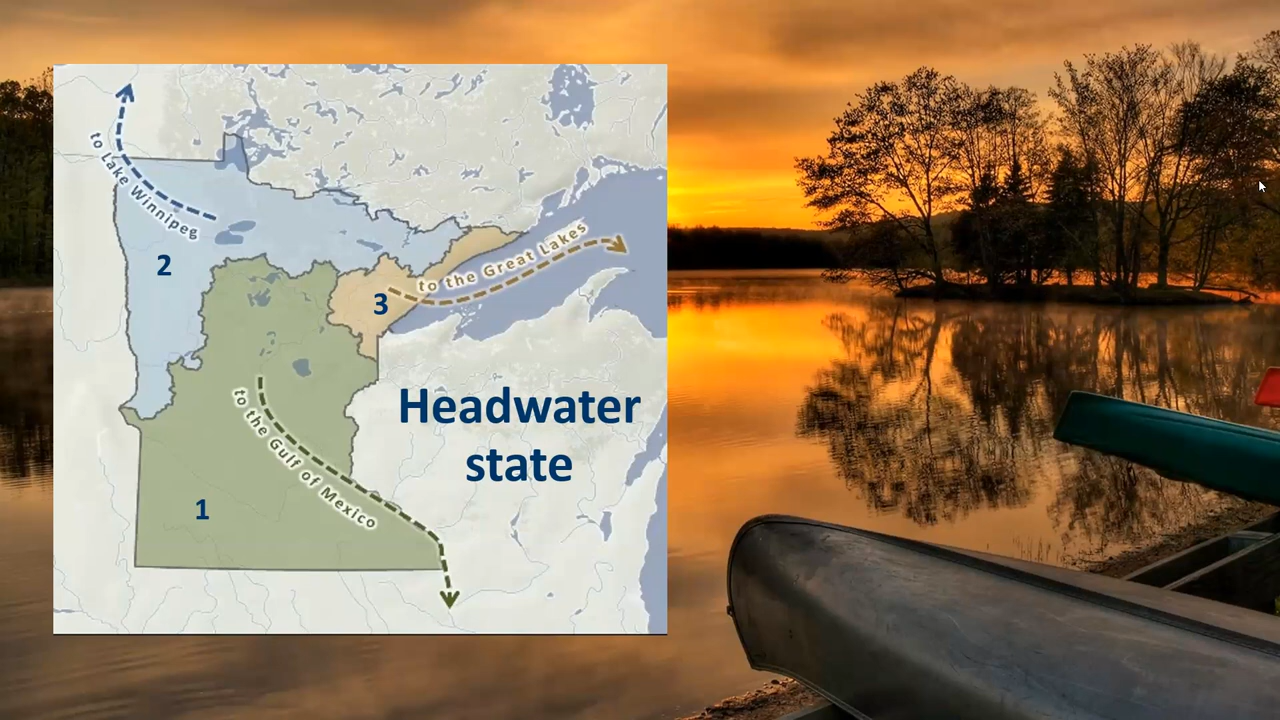 to Lake Winnipeg
2
to the Great Lakes
3
Headwater
state
to the Gulf of Mexico
1